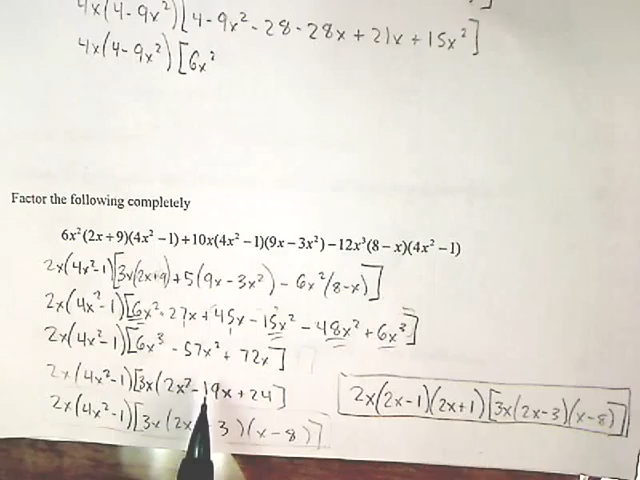 4x(4-9x²)[4-9x²-28-28x+21x+15x²]
4x(4-9x²)[6x²
Factor the following completely
6x²(2x+9)(4x²-1)+10x(4x²-1)(9x-3x²)-12x³(8-x)(4x²-1)
2x(4x²-1)[3x(2x+9)+5(9x-3x²)-6x²(8-x)]
2x(4x²-1)[6x²+27x+45x-15x²-48x²+6x³]
2x(4x²-1)[6x³-57x²+72x]
2x(4x²-1)[3x(2x²-19x+24]
2x(4x²-1)[3x(2x-3)(x-8)]
2x(2x-1)(2x+1)[3x(2x-3)(x-8)]